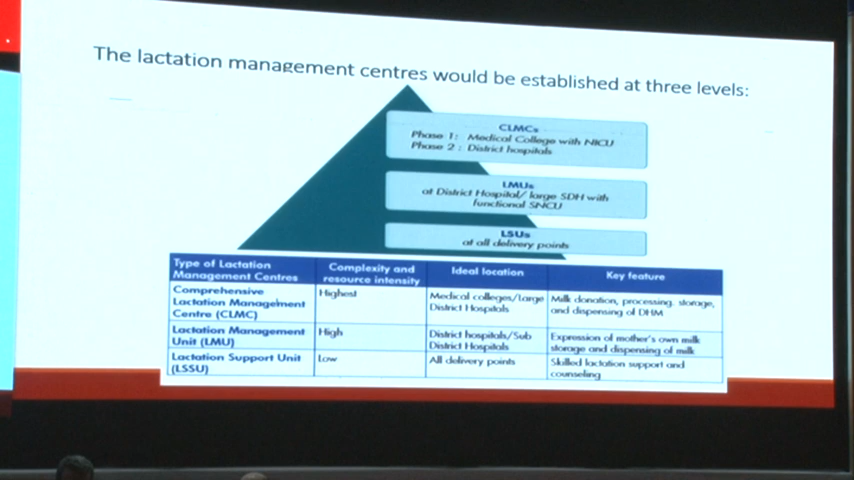 The lactation management centres would be established at three levels:
CLMCs
Phase 1: Medical College with NICU
Phase 2 : District hospitals
LMUs
at District Hospital/ large SDH with
functional SNCU
LSUs
at all delivery points
Type of Lactation
Management Centres
Complexity and
resource intensity
Ideal location
Key feature
Comprehensive
Lactation Management
Centre (CLMC)
Highest
Medical colleges/Large
District Hospitals
Milk donation, processing, storage,
and dispensing of DHM
Lactation Management
Unit (LMU)
High
District hospitals/Sub
District Hospitals
Expression of mother's own milk
storage and dispensing of milk
Lactation Support Unit
(LSSU)
Low
All delivery points
Skilled lactation support and
counseling